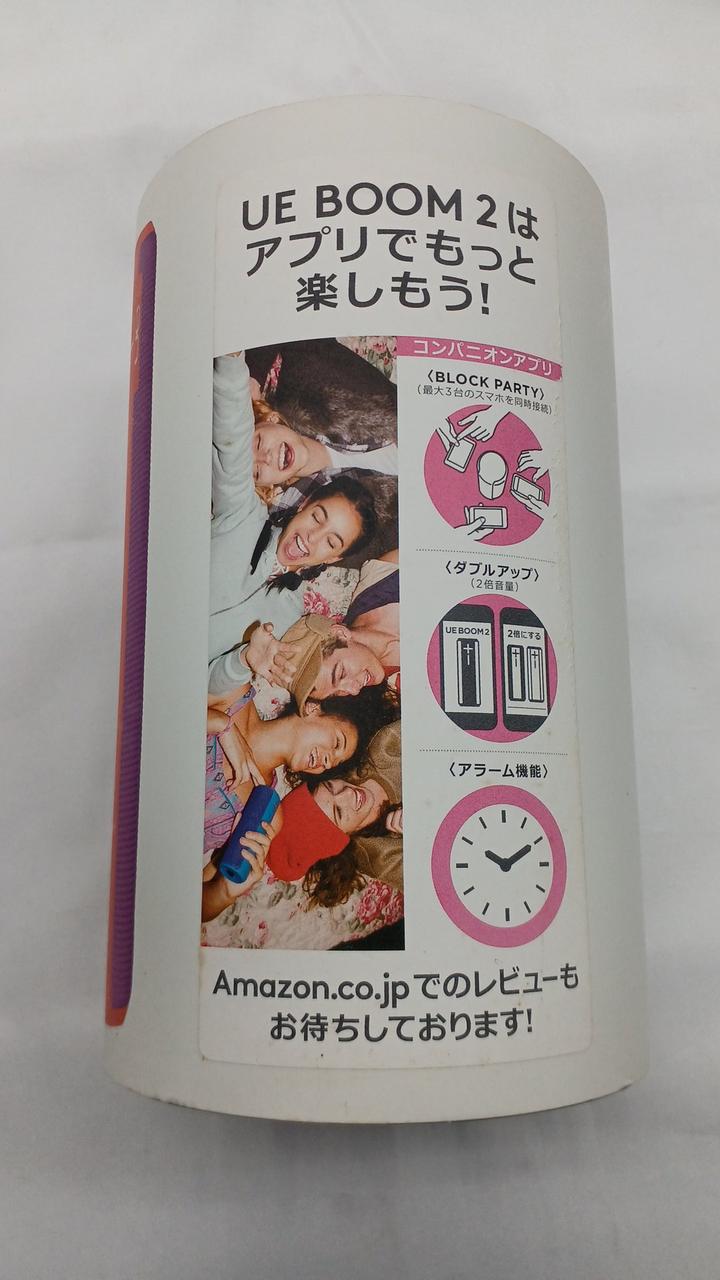 UE BOOM 2は
アプリでもっと
楽しもう!
コンパニオンアプリ
〈BLOCK PARTY〉
(最大3台のスマホを同時接続)
〈ダブルアップ〉
(2倍音量)
UE BOOM 2
2倍にする
〈アラーム機能〉
Amazon.co.jpでのレビューも
お待ちしております!